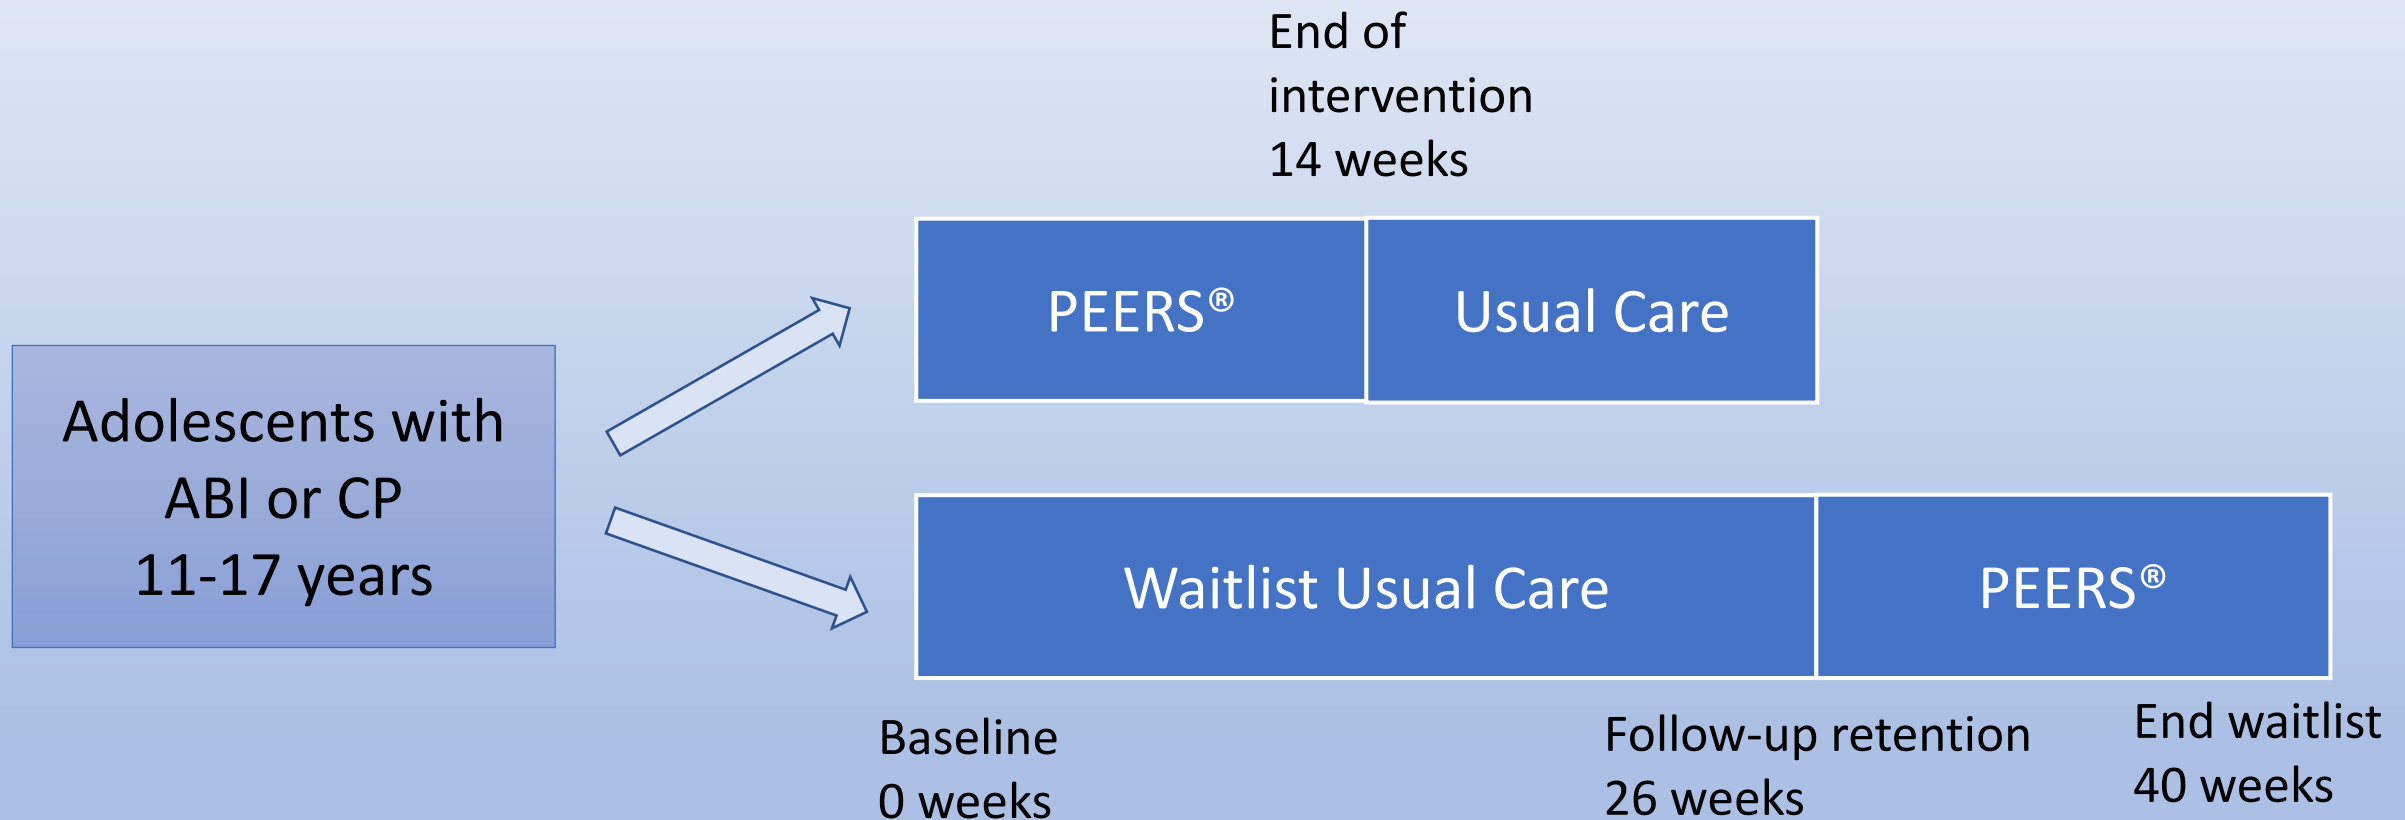 End of
intervention
14 weeks
PEERS®
Usual Care
Adolescents with
ABI or CP
11-17 years
Waitlist Usual Care
PEERS®
Baseline
0 weeks
Follow-up retention
26 weeks
End waitlist
40 weeks